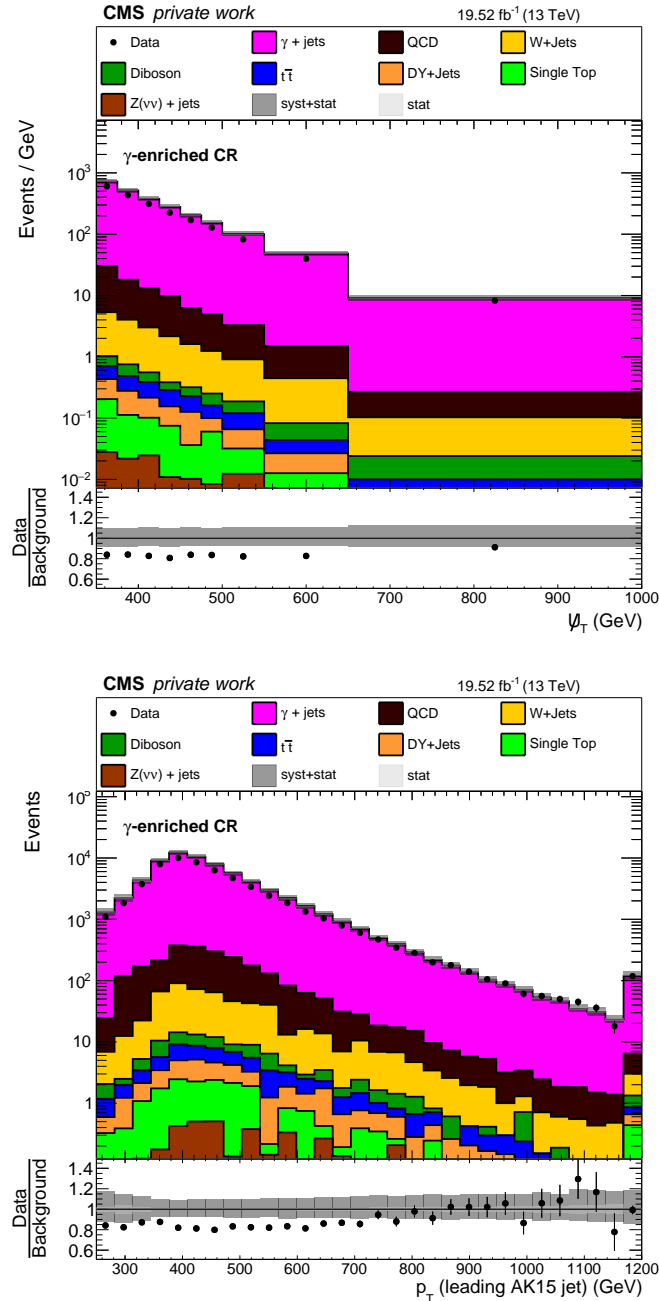 CMS private work 19.52 fb⁻¹ (13 TeV)
Data γ + jets QCD W+Jets
Diboson tt̄ DY+Jets Single Top
Z(νν) + jets syst+stat stat
γ-enriched CR
Events / GeV
10³
10²
10
1
10⁻¹
10⁻²
Data
Background
1.4
1.2
1
0.8
0.6
400 500 600 700 800 900 1000
(GeV)
CMS private work 19.52 fb⁻¹ (13 TeV)
Data γ + jets QCD W+Jets
Diboson tt̄ DY+Jets Single Top
Z(νν) + jets syst+stat stat
γ-enriched CR
Events
10⁵
10⁴
10³
10²
10
1
Data
Background
1.4
1.2
1
0.8
0.6
300 400 500 600 700 800 900 1000 1100 1200
p_T (leading AK15 jet) (GeV)